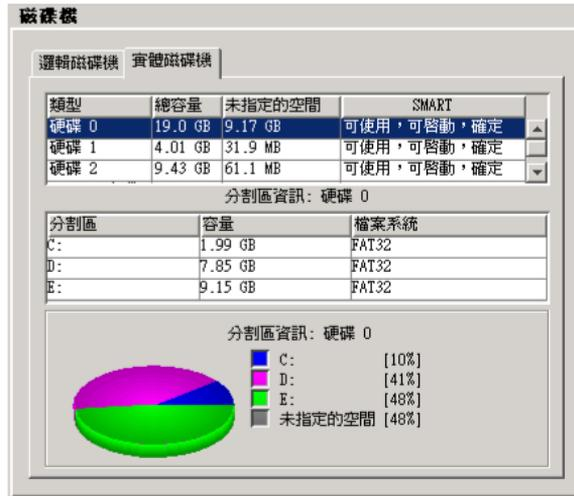 磁碟機
邏輯磁碟機 實體磁碟機
類型 總容量 未指定的空間 SMART
硬碟 0 19.0 GB 9.17 GB 可使用，可啟動，確定
硬碟 1 4.01 GB 31.9 MB 可使用，可啟動，確定
硬碟 2 9.43 GB 61.1 MB 可使用，可啟動，確定
分割區資訊: 硬碟 0
分割區 容量 檔案系統
C: 1.99 GB FAT32
D: 7.85 GB FAT32
E: 9.15 GB FAT32
分割區資訊: 硬碟 0
C: [10%]
D: [41%]
E: [48%]
未指定的空間 [48%]